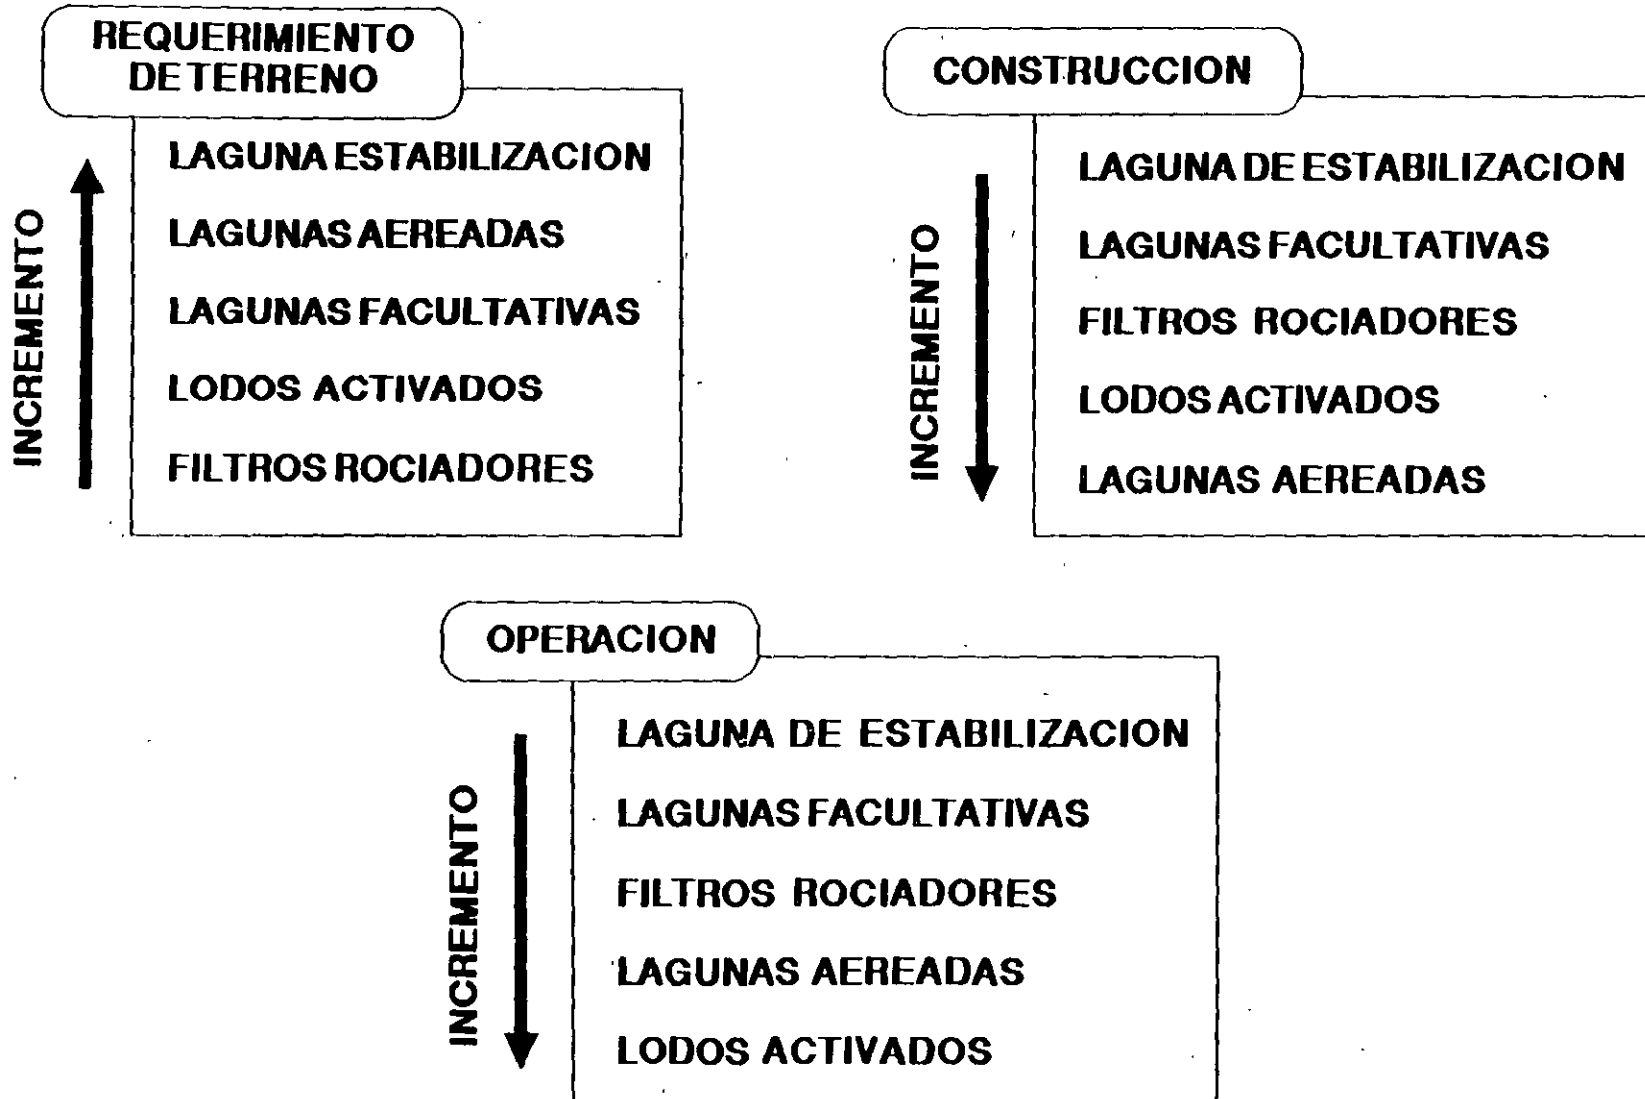 REQUERIMIENTO
DE TERRENO
INCREMENTO
LAGUNA ESTABILIZACION
LAGUNAS AEREADAS
LAGUNAS FACULTATIVAS
LODOS ACTIVADOS
FILTROS ROCIADORES
CONSTRUCCION
INCREMENTO
LAGUNA DE ESTABILIZACION
LAGUNAS FACULTATIVAS
FILTROS ROCIADORES
LODOS ACTIVADOS
LAGUNAS AEREADAS
OPERACION
INCREMENTO
LAGUNA DE ESTABILIZACION
LAGUNAS FACULTATIVAS
FILTROS ROCIADORES
LAGUNAS AEREADAS
LODOS ACTIVADOS